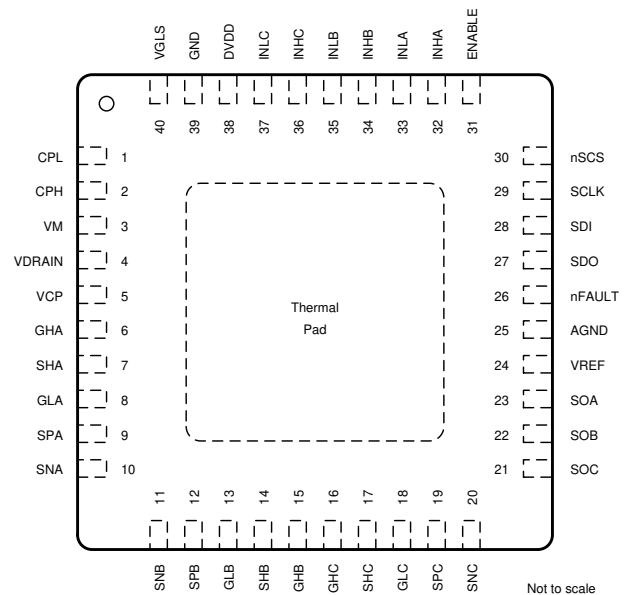 VGLS GND DVDD INLC INHC INLB INHB INLA INHA ENABLE
40 39 38 37 36 35 34 33 32 31
CPL 1 30 nSCS
CPH 2 29 SCLK
VM 3 28 SDI
VDRAIN 4 27 SDO
VCP 5 26 nFAULT
Thermal
Pad
GHA 6 25 AGND
SHA 7 24 VREF
GLA 8 23 SOA
SPA 9 22 SOB
SNA 10 21 SOC
11 12 13 14 15 16 17 18 19 20
SNB SPB GLB SHB GHB GHC SHC GLC SPC SNC
Not to scale